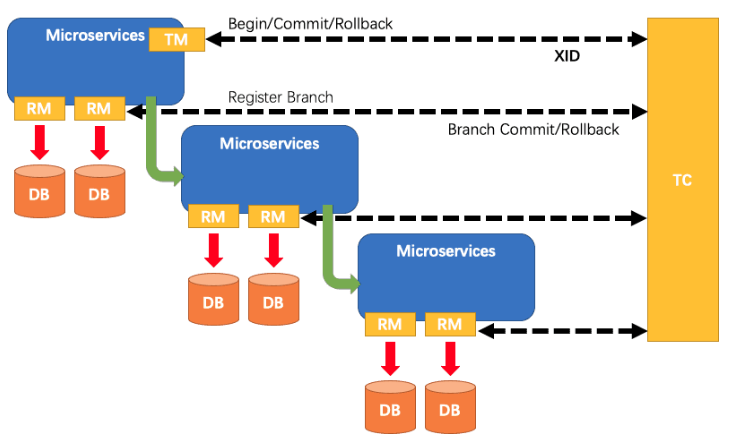 Begin/Commit/Rollback
Microservices
TM
XID
RM
RM
Register Branch
Branch Commit/Rollback
Microservices
DB
DB
TC
RM
RM
Microservices
DB
DB
RM
RM
DB
DB